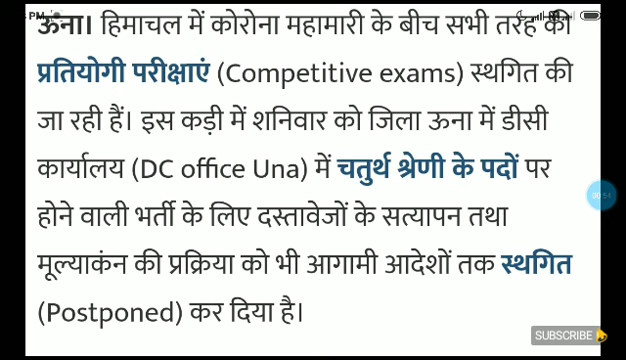 PM
ऊना। हिमाचल में कोरोना महामारी के बीच सभी तरह की
प्रतियोगी परीक्षाएं (Competitive exams) स्थगित की
जा रही हैं। इस कड़ी में शनिवार को जिला ऊना में डीसी
कार्यालय (DC office Una) में चतुर्थ श्रेणी के पदों पर
होने वाली भर्ती के लिए दस्तावेजों के सत्यापन तथा
मूल्याकंन की प्रक्रिया को भी आगामी आदेशों तक स्थगित
(Postponed) कर दिया है।
SUBSCRIBE